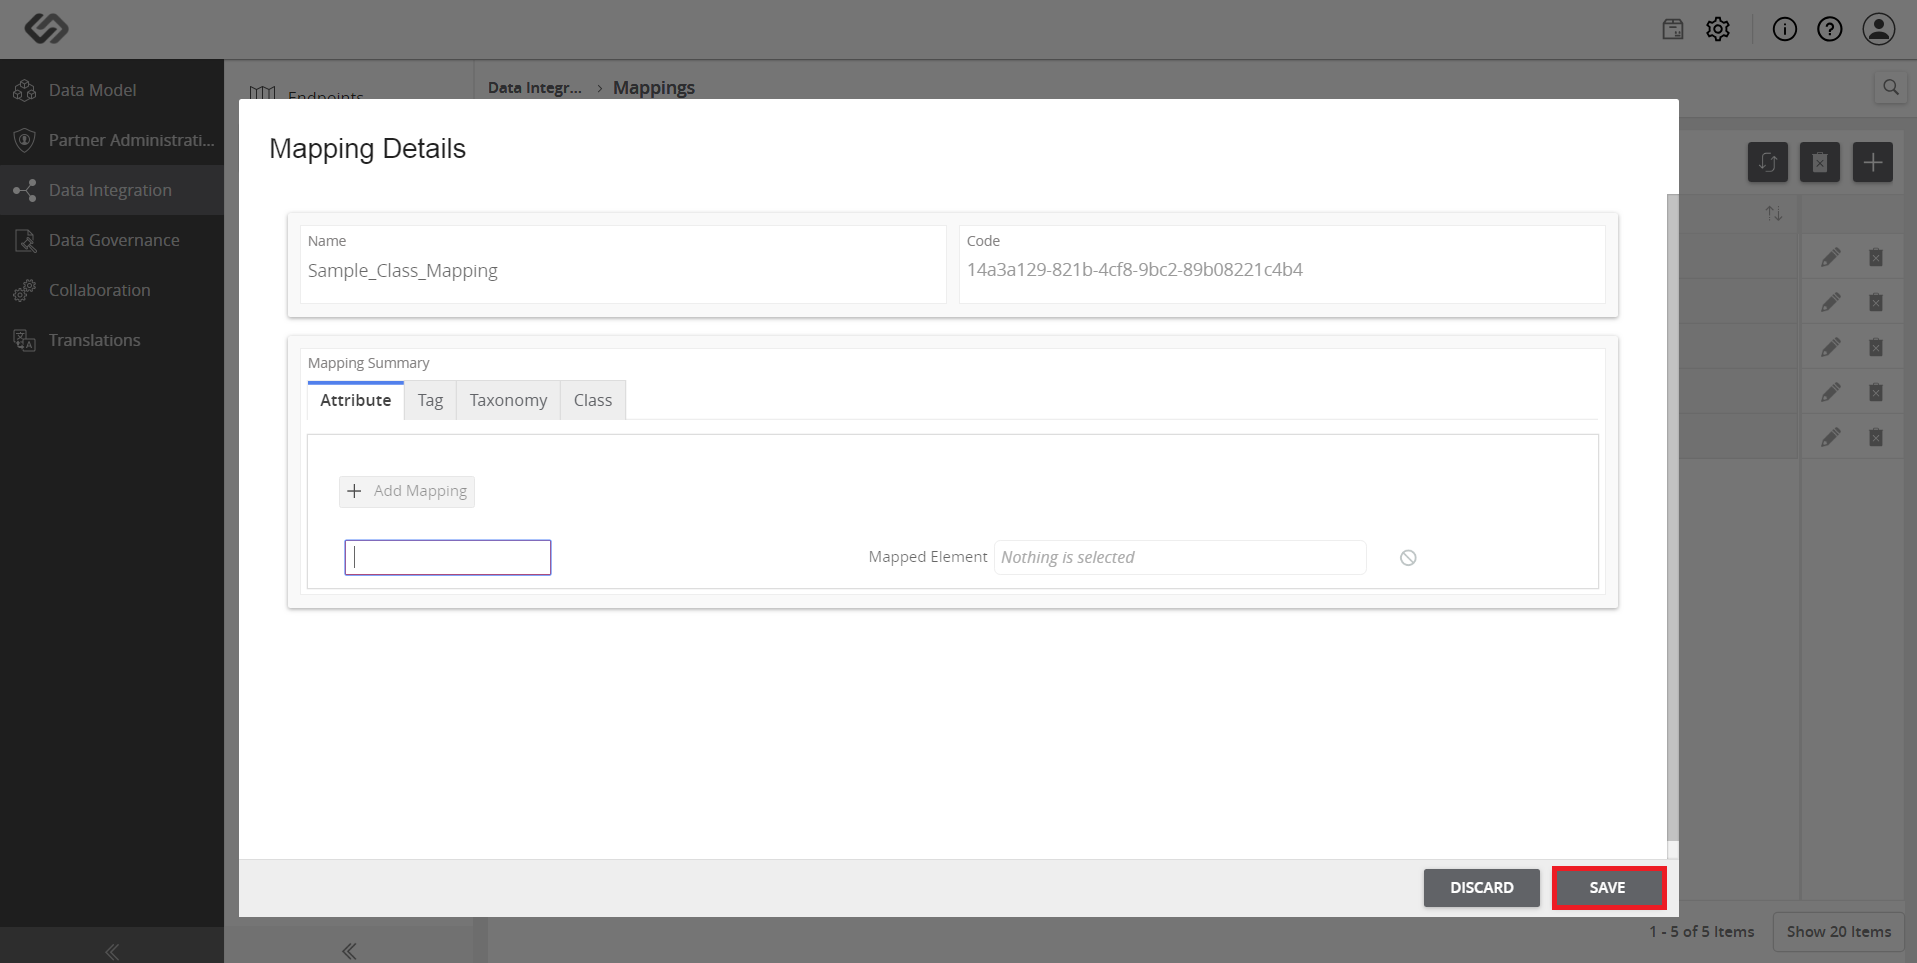 Data Model
Partner Administrati...
Data Integration
Data Governance
Collaboration
Translations
Endpoints
Data Integr... › Mappings
Mapping Details
Name
Sample_Class_Mapping
Code
14a3a129-821b-4cf8-9bc2-89b08221c4b4
Mapping Summary
Attribute Tag Taxonomy Class
+ Add Mapping
Mapped Element Nothing is selected
DISCARD SAVE
1 - 5 of 5 Items Show 20 Items